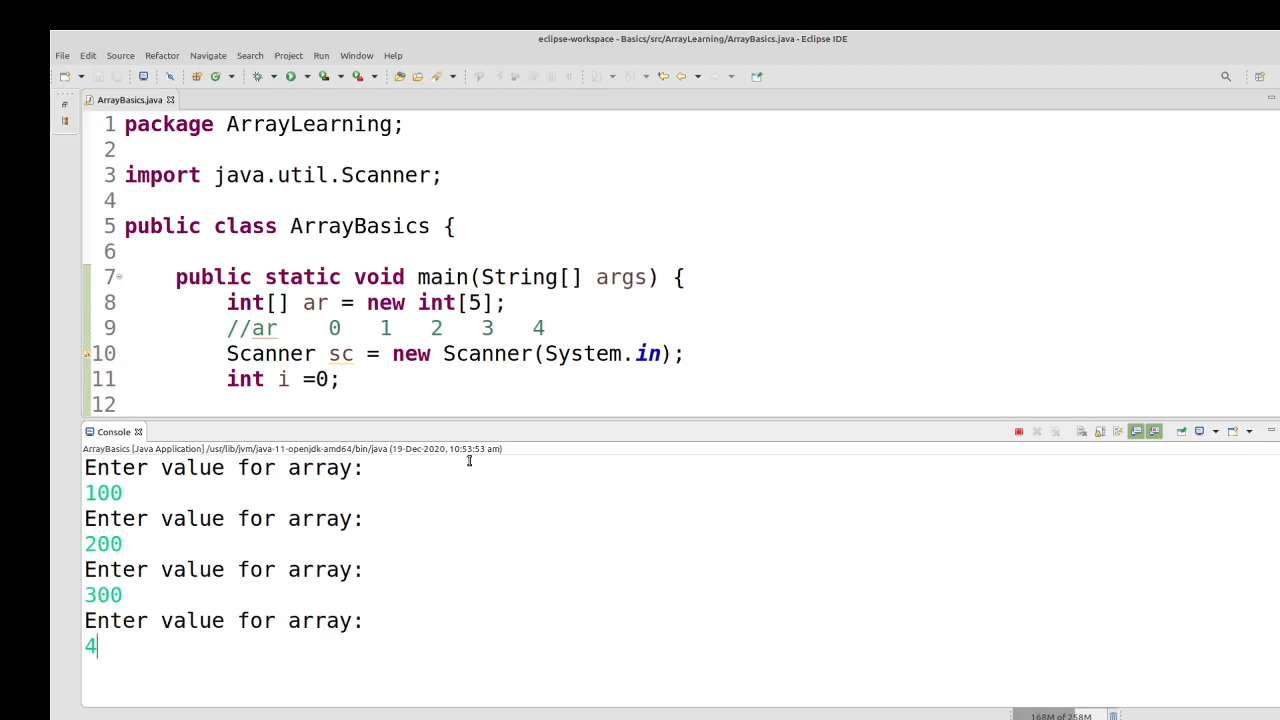 eclipse-workspace - Basics/src/ArrayLearning/ArrayBasics.java - Eclipse IDE
File Edit Source Refactor Navigate Search Project Run Window Help
ArrayBasics.java
1 package ArrayLearning;
2
3 import java.util.Scanner;
4
5 public class ArrayBasics {
6
7 public static void main(String[] args) {
8 int[] ar = new int[5];
9 //ar 0 1 2 3 4
10 Scanner sc = new Scanner(System.in);
11 int i =0;
12
Console
ArrayBasics [Java Application] /usr/lib/jvm/java-11-openjdk-amd64/bin/java (19-Dec-2020, 10:53:53 am)
Enter value for array:
100
Enter value for array:
200
Enter value for array:
300
Enter value for array:
4
168M of 258M